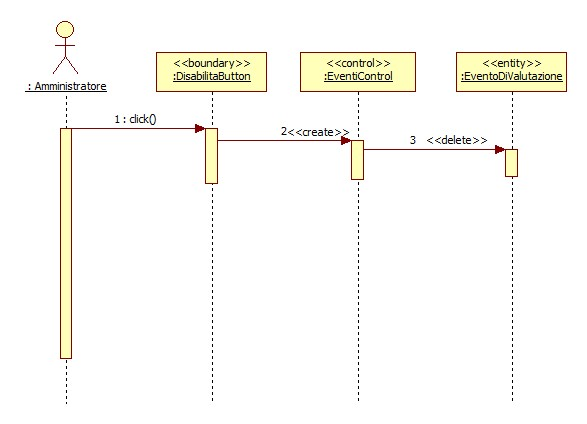 <<boundary>>
:DisabilitaButton
<<control>>
:EventiControl
<<entity>>
:EventoDiValutazione
: Amministratore
1 : click()
2<<create>>
3 <<delete>>